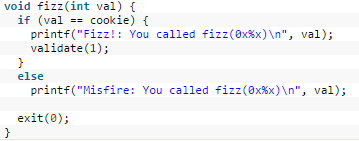 void fizz(int val) {
  if (val == cookie) {
    printf("Fizz!: You called fizz(0x%x)\n", val);
    validate(1);
  }
  else
    printf("Misfire: You called fizz(0x%x)\n", val);

  exit(0);
}